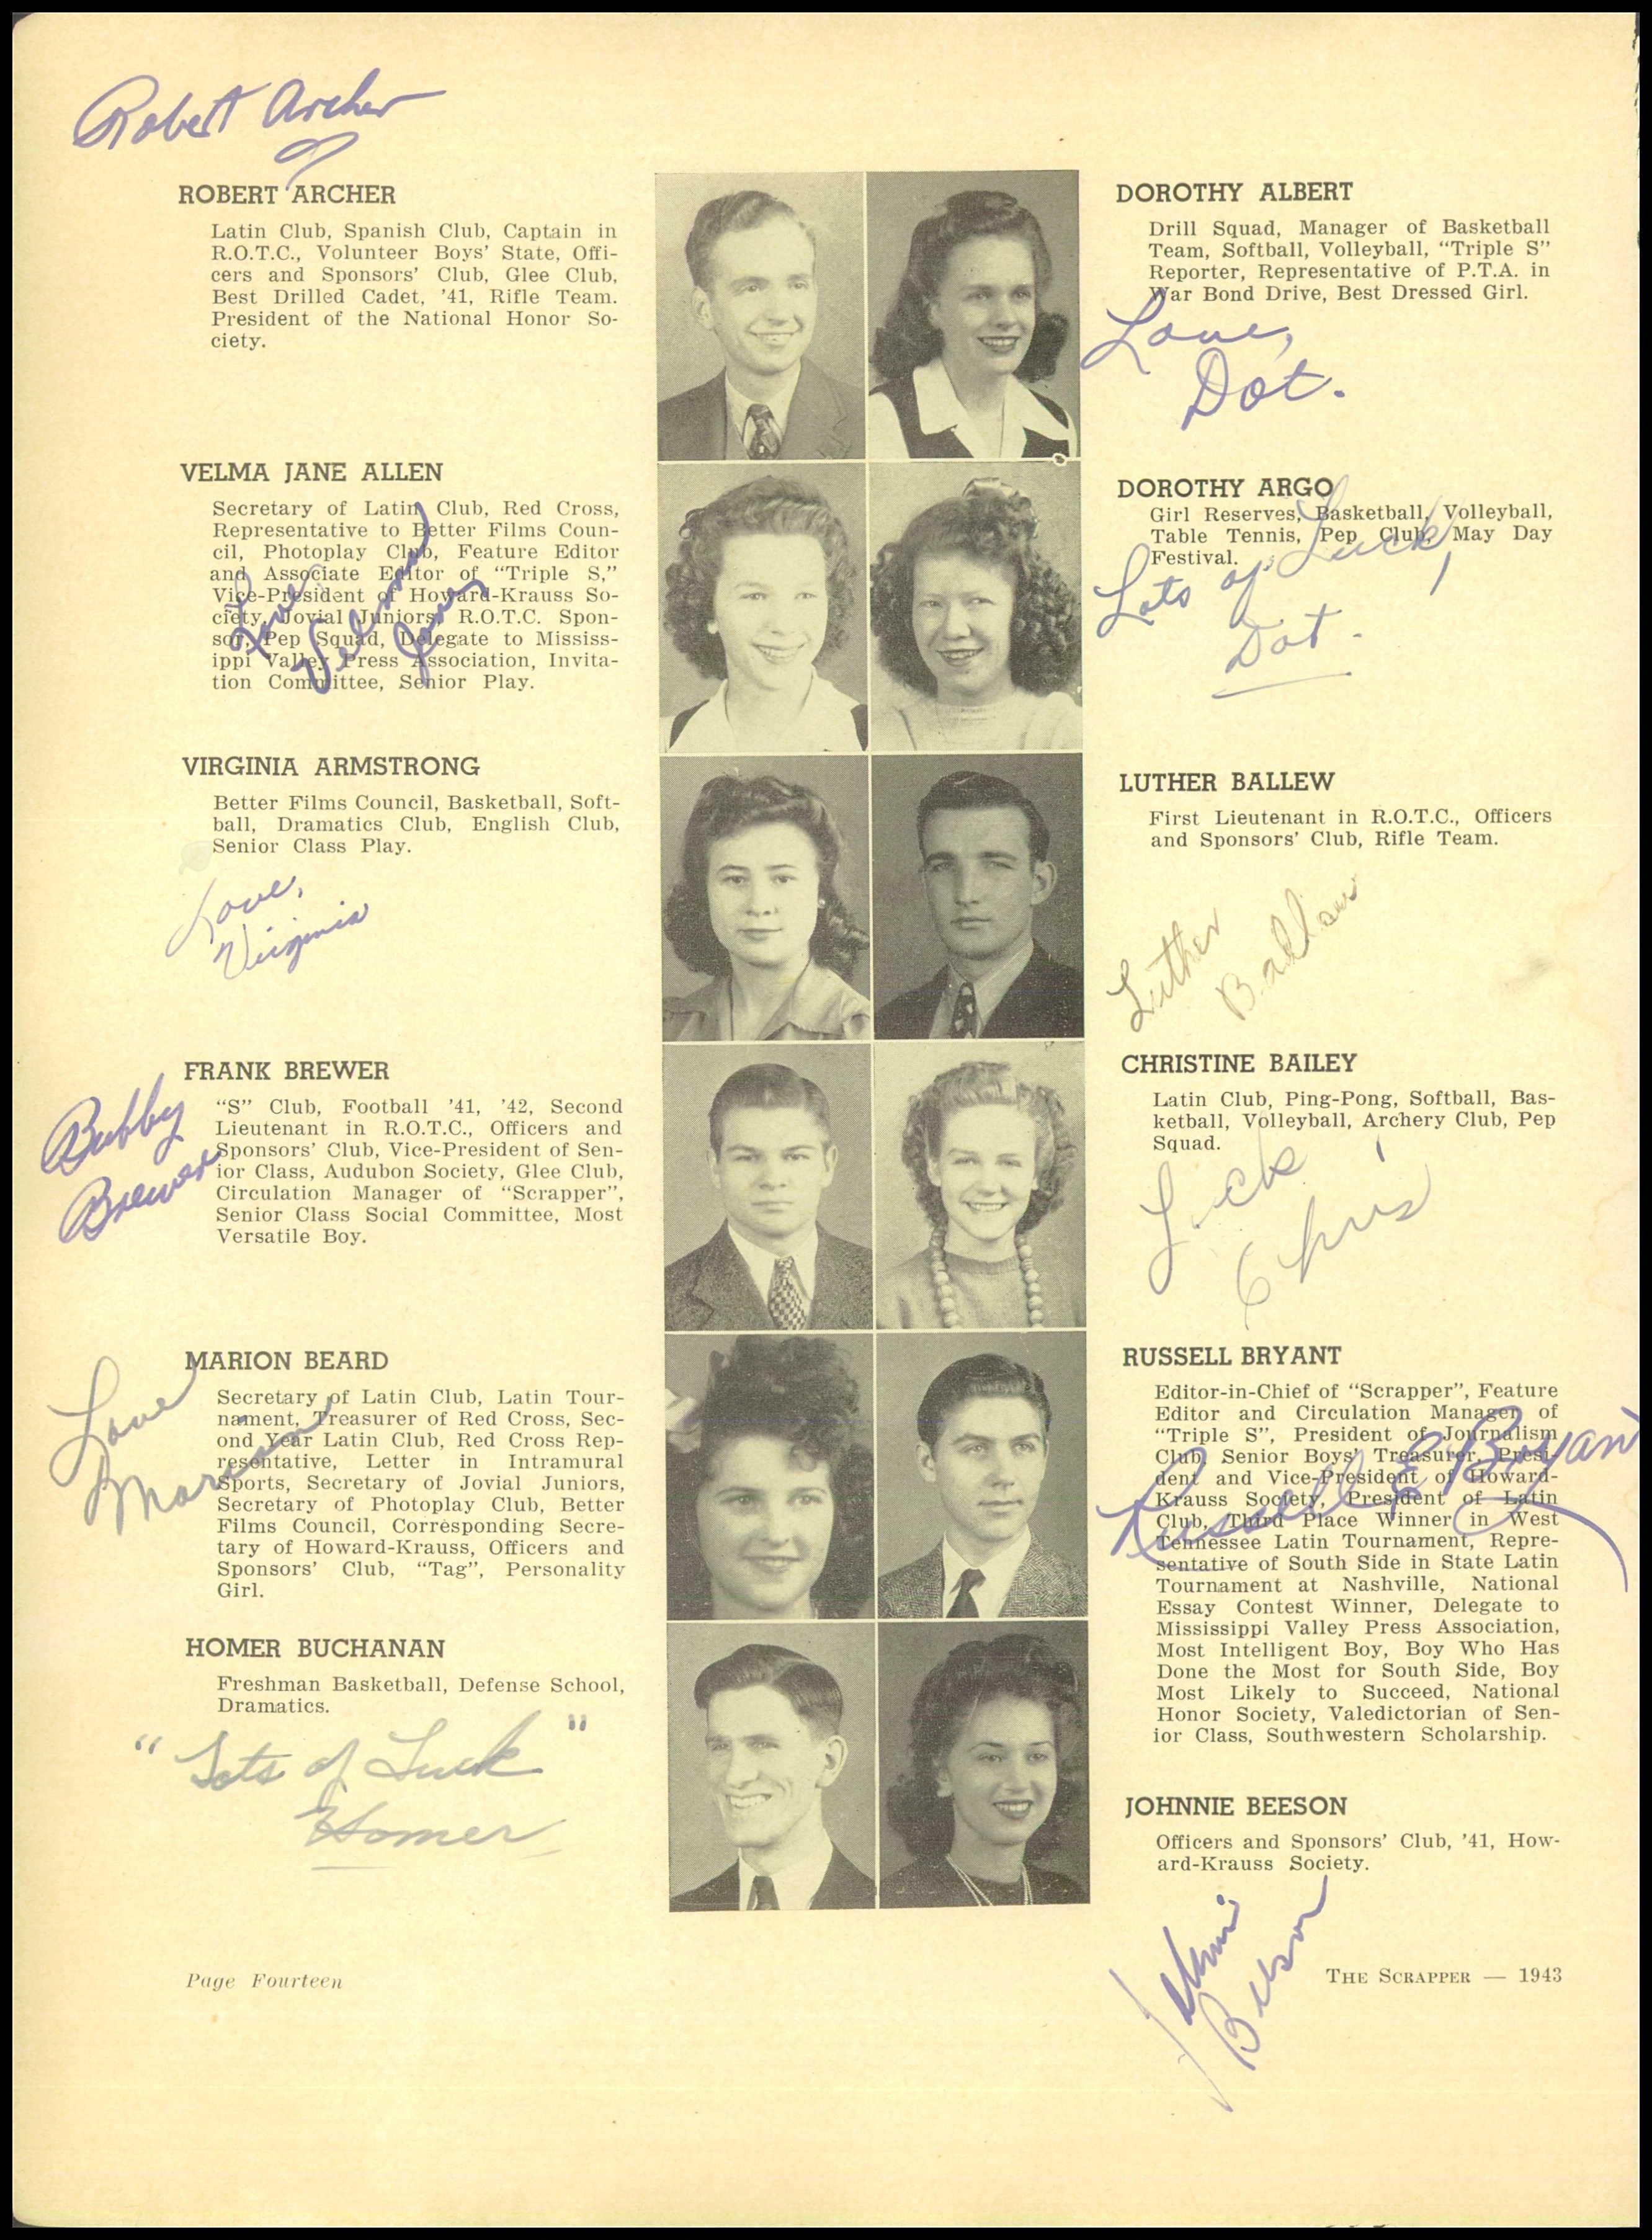 Robert Archer
ROBERT ARCHER
Latin Club, Spanish Club, Captain in
R.O.T.C., Volunteer Boys' State, Offi-
cers and Sponsors' Club, Glee Club,
Best Drilled Cadet, '41, Rifle Team.
President of the National Honor So-
ciety.
VELMA JANE ALLEN
Secretary of Latin Club, Red Cross,
Representative to Better Films Coun-
cil, Photoplay Club, Feature Editor
and Associate Editor of "Triple S,"
Vice-President of Howard-Krauss So-
ciety, Jovial Juniors, R.O.T.C. Spon-
sor, Pep Squad, Delegate to Mississ-
ippi Valley Press Association, Invita-
tion Committee, Senior Play.
Love
Velma
Jane
VIRGINIA ARMSTRONG
Better Films Council, Basketball, Soft-
ball, Dramatics Club, English Club,
Senior Class Play.
Love,
Virginia
FRANK BREWER
"S" Club, Football '41, '42, Second
Lieutenant in R.O.T.C., Officers and
Sponsors' Club, Vice-President of Sen-
ior Class, Audubon Society, Glee Club,
Circulation Manager of "Scrapper",
Senior Class Social Committee, Most
Versatile Boy.
Bubby
Brewer
MARION BEARD
Secretary of Latin Club, Latin Tour-
nament, Treasurer of Red Cross, Sec-
ond Year Latin Club, Red Cross Rep-
resentative, Letter in Intramural
Sports, Secretary of Jovial Juniors,
Secretary of Photoplay Club, Better
Films Council, Corresponding Secre-
tary of Howard-Krauss, Officers and
Sponsors' Club, "Tag", Personality
Girl.
Love
Marion
HOMER BUCHANAN
Freshman Basketball, Defense School,
Dramatics.
"Lots of Luck"
Homer
Page Fourteen
DOROTHY ALBERT
Drill Squad, Manager of Basketball
Team, Softball, Volleyball, "Triple S"
Reporter, Representative of P.T.A. in
War Bond Drive, Best Dressed Girl.
Love,
Dot.
DOROTHY ARGO
Girl Reserves, Basketball, Volleyball,
Table Tennis, Pep Club, May Day
Festival.
Lots of Luck,
Dot.
LUTHER BALLEW
First Lieutenant in R.O.T.C., Officers
and Sponsors' Club, Rifle Team.
Luther
Ballew
CHRISTINE BAILEY
Latin Club, Ping-Pong, Softball, Bas-
ketball, Volleyball, Archery Club, Pep
Squad.
Luck,
Chris
RUSSELL BRYANT
Editor-in-Chief of "Scrapper", Feature
Editor and Circulation Manager of
"Triple S", President of Journalism
Club, Senior Boys' Treasurer, Presi-
dent and Vice-President of Howard-
Krauss Society, President of Latin
Club, Third Place Winner in West
Tennessee Latin Tournament, Repre-
sentative of South Side in State Latin
Tournament at Nashville, National
Essay Contest Winner, Delegate to
Mississippi Valley Press Association,
Most Intelligent Boy, Boy Who Has
Done the Most for South Side, Boy
Most Likely to Succeed, National
Honor Society, Valedictorian of Sen-
ior Class, Southwestern Scholarship.
Russell E Bryant
JOHNNIE BEESON
Officers and Sponsors' Club, '41, How-
ard-Krauss Society.
Johnnie
Beeson
THE SCRAPPER — 1943